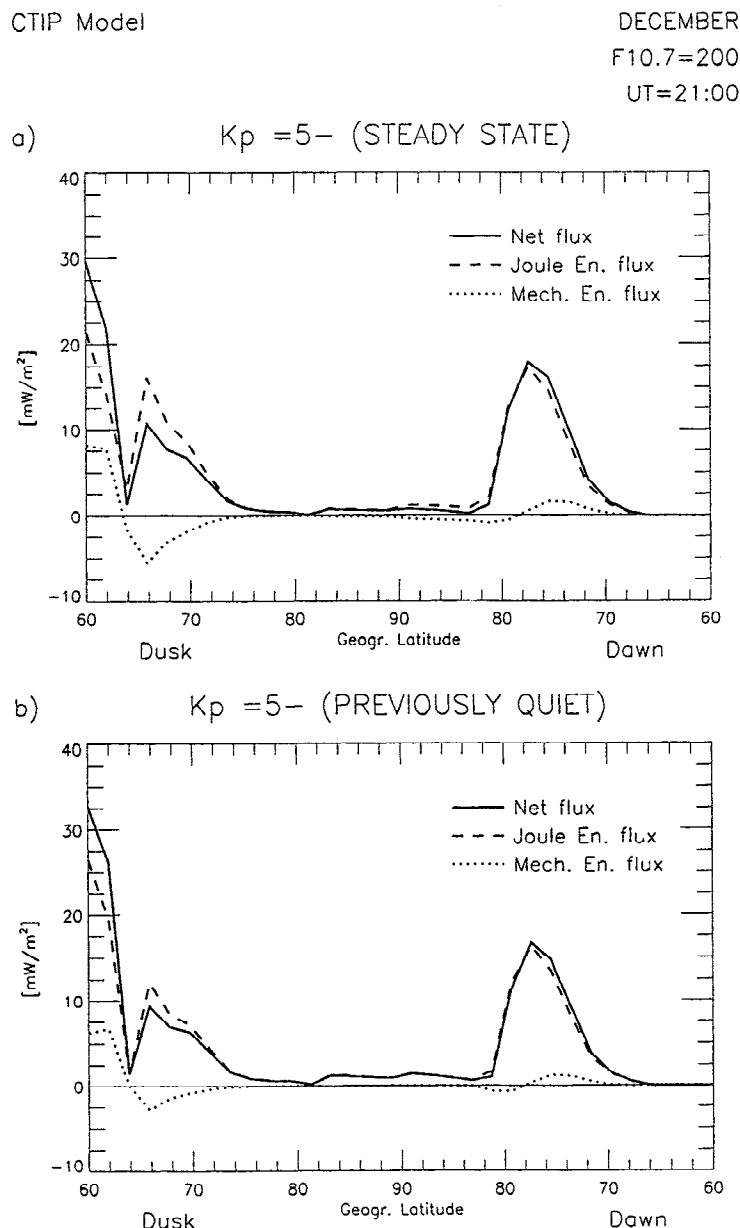 CTIP Model
DECEMBER
F10.7=200
UT=21:00
a)
Kp =5- (STEADY STATE)
40
30
20
10
0
-10
[mW/m²]
Net flux
Joule En. flux
Mech. En. flux
60 70 80 90 80 70 60
Dusk
Geogr. Latitude
Dawn
b)
Kp =5- (PREVIOUSLY QUIET)
40
30
20
10
0
-10
[mW/m²]
Net flux
Joule En. flux
Mech. En. flux
60 70 80 90 80 70 60
Dusk
Geogr. Latitude
Dawn